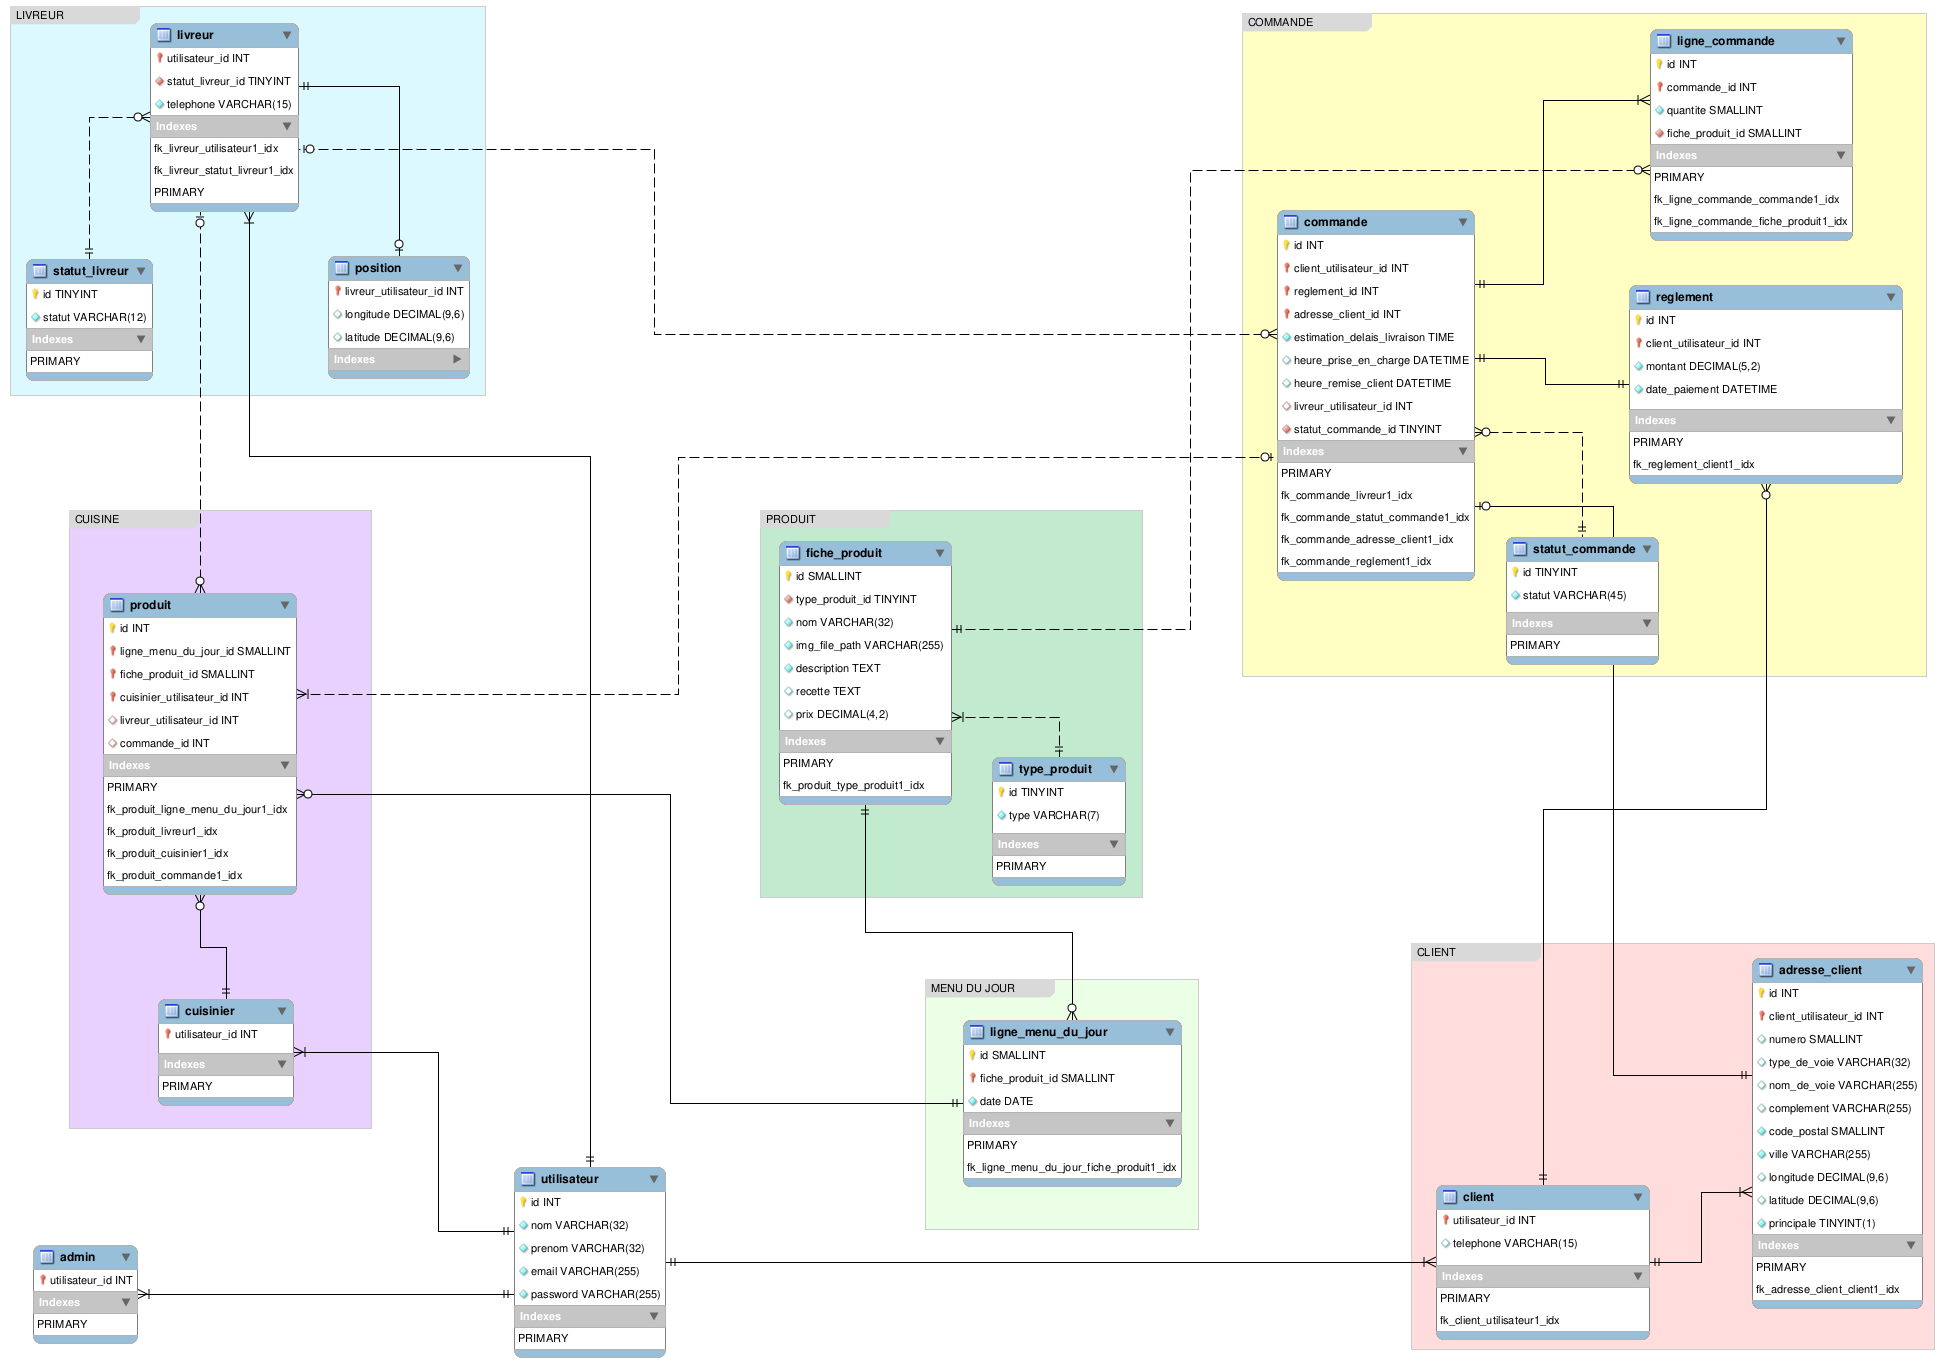 LIVREUR
livreur
utilisateur_id INT
statut_livreur_id TINYINT
telephone VARCHAR(15)
Indexes
fk_livreur_utilisateur1_idx
fk_livreur_statut_livreur1_idx
PRIMARY
statut_livreur
id TINYINT
statut VARCHAR(12)
Indexes
PRIMARY
position
livreur_utilisateur_id INT
longitude DECIMAL(9,6)
latitude DECIMAL(9,6)
Indexes
COMMANDE
ligne_commande
id INT
commande_id INT
quantite SMALLINT
fiche_produit_id SMALLINT
Indexes
PRIMARY
fk_ligne_commande_commande1_idx
fk_ligne_commande_fiche_produit1_idx
commande
id INT
client_utilisateur_id INT
reglement_id INT
adresse_client_id INT
estimation_delais_livraison TIME
heure_prise_en_charge DATETIME
heure_remise_client DATETIME
livreur_utilisateur_id INT
statut_commande_id TINYINT
Indexes
PRIMARY
fk_commande_livreur1_idx
fk_commande_statut_commande1_idx
fk_commande_adresse_client1_idx
fk_commande_reglement1_idx
reglement
id INT
client_utilisateur_id INT
montant DECIMAL(5,2)
date_paiement DATETIME
Indexes
PRIMARY
fk_reglement_client1_idx
statut_commande
id TINYINT
statut VARCHAR(45)
Indexes
PRIMARY
CUISINE
produit
id INT
ligne_menu_du_jour_id SMALLINT
fiche_produit_id SMALLINT
cuisinier_utilisateur_id INT
livreur_utilisateur_id INT
commande_id INT
Indexes
PRIMARY
fk_produit_ligne_menu_du_jour1_idx
fk_produit_livreur1_idx
fk_produit_cuisinier1_idx
fk_produit_commande1_idx
cuisinier
utilisateur_id INT
Indexes
PRIMARY
PRODUIT
fiche_produit
id SMALLINT
type_produit_id TINYINT
nom VARCHAR(32)
img_file_path VARCHAR(255)
description TEXT
recette TEXT
prix DECIMAL(4,2)
Indexes
PRIMARY
fk_produit_type_produit1_idx
type_produit
id TINYINT
type VARCHAR(7)
Indexes
PRIMARY
MENU DU JOUR
ligne_menu_du_jour
id SMALLINT
fiche_produit_id SMALLINT
date DATE
Indexes
PRIMARY
fk_ligne_menu_du_jour_fiche_produit1_idx
CLIENT
adresse_client
id INT
client_utilisateur_id INT
numero SMALLINT
type_de_voie VARCHAR(32)
nom_de_voie VARCHAR(255)
complement VARCHAR(255)
code_postal SMALLINT
ville VARCHAR(255)
longitude DECIMAL(9,6)
latitude DECIMAL(9,6)
principale TINYINT(1)
Indexes
PRIMARY
fk_adresse_client_client1_idx
client
utilisateur_id INT
telephone VARCHAR(15)
Indexes
PRIMARY
fk_client_utilisateur1_idx
utilisateur
id INT
nom VARCHAR(32)
prenom VARCHAR(32)
email VARCHAR(255)
password VARCHAR(255)
Indexes
PRIMARY
admin
utilisateur_id INT
Indexes
PRIMARY